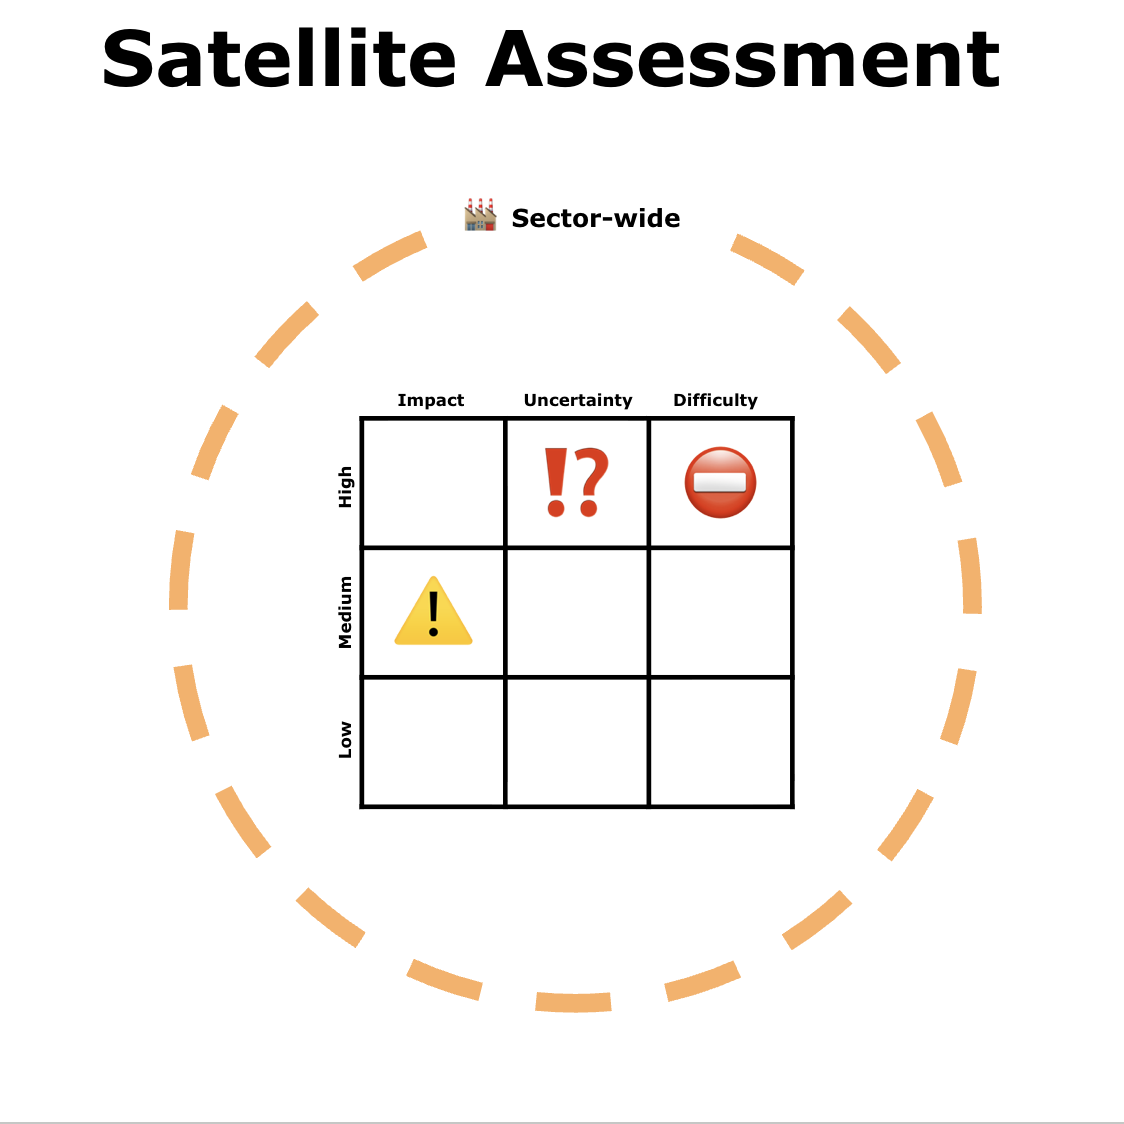 Satellite Assessment
🏭 Sector-wide
Impact Uncertainty Difficulty
High
⁉️ ⛔
Medium
⚠️
Low